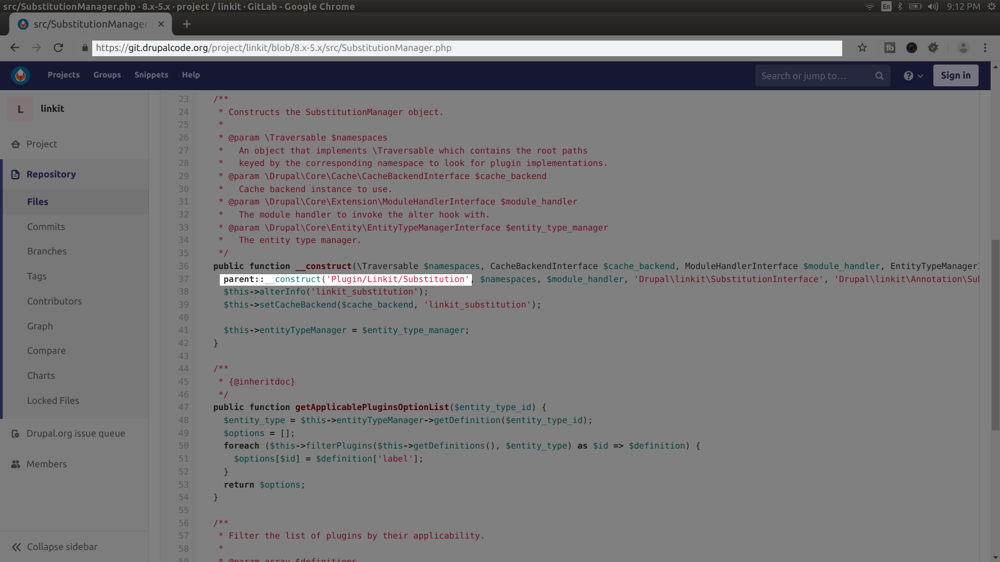 src/SubstitutionManager.php · 8.x-5.x · project / linkit · GitLab - Google Chrome
En
9:12 PM
src/SubstitutionManager.
https://git.drupalcode.org/project/linkit/blob/8.x-5.x/src/SubstitutionManager.php
Projects Groups Snippets Help
Search or jump to…
Sign in
L
linkit
Project
Repository
Files
Commits
Branches
Tags
Contributors
Graph
Compare
Charts
Locked Files
Drupal.org issue queue
Members
Collapse sidebar
23 /**
24 * Constructs the SubstitutionManager object.
25 *
26 * @param \Traversable $namespaces
27 *   An object that implements \Traversable which contains the root paths
28 *   keyed by the corresponding namespace to look for plugin implementations.
29 * @param \Drupal\Core\Cache\CacheBackendInterface $cache_backend
30 *   Cache backend instance to use.
31 * @param \Drupal\Core\Extension\ModuleHandlerInterface $module_handler
32 *   The module handler to invoke the alter hook with.
33 * @param \Drupal\Core\Entity\EntityTypeManagerInterface $entity_type_manager
34 *   The entity type manager.
35 */
36 public function __construct(\Traversable $namespaces, CacheBackendInterface $cache_backend, ModuleHandlerInterface $module_handler, EntityTypeManager
37 parent::__construct('Plugin/Linkit/Substitution', $namespaces, $module_handler, 'Drupal\linkit\SubstitutionInterface', 'Drupal\linkit\Annotation\Su
38 $this->alterInfo('linkit_substitution');
39 $this->setCacheBackend($cache_backend, 'linkit_substitution');
40
41 $this->entityTypeManager = $entity_type_manager;
42 }
43
44 /**
45 * {@inheritdoc}
46 */
47 public function getApplicablePluginsOptionList($entity_type_id) {
48 $entity_type = $this->entityTypeManager->getDefinition($entity_type_id);
49 $options = [];
50 foreach ($this->filterPlugins($this->getDefinitions(), $entity_type) as $id => $definition) {
51 $options[$id] = $definition['label'];
52 }
53 return $options;
54 }
55
56 /**
57 * Filter the list of plugins by their applicability.
58 *
59 * @param array $definitions